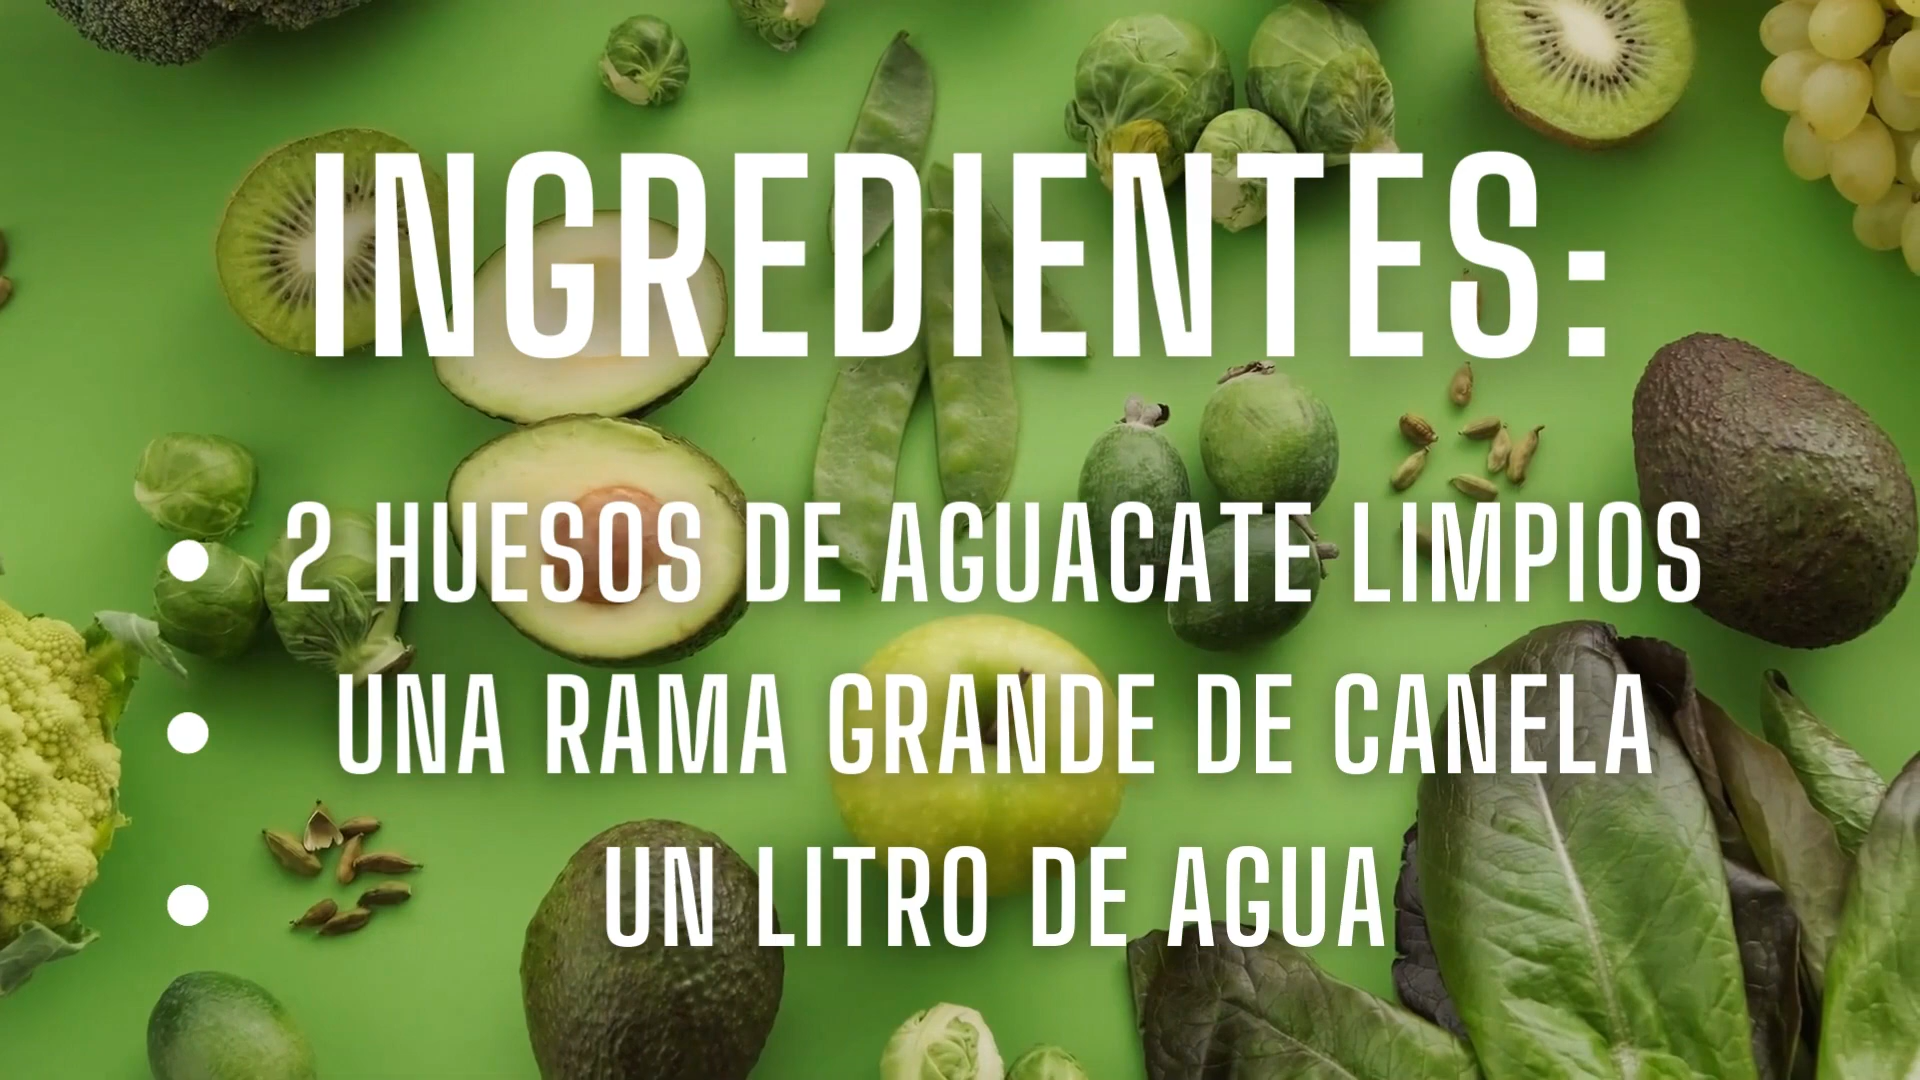 INGREDIENTES:
• 2 HUESOS DE AGUACATE LIMPIOS
• UNA RAMA GRANDE DE CANELA
• UN LITRO DE AGUA